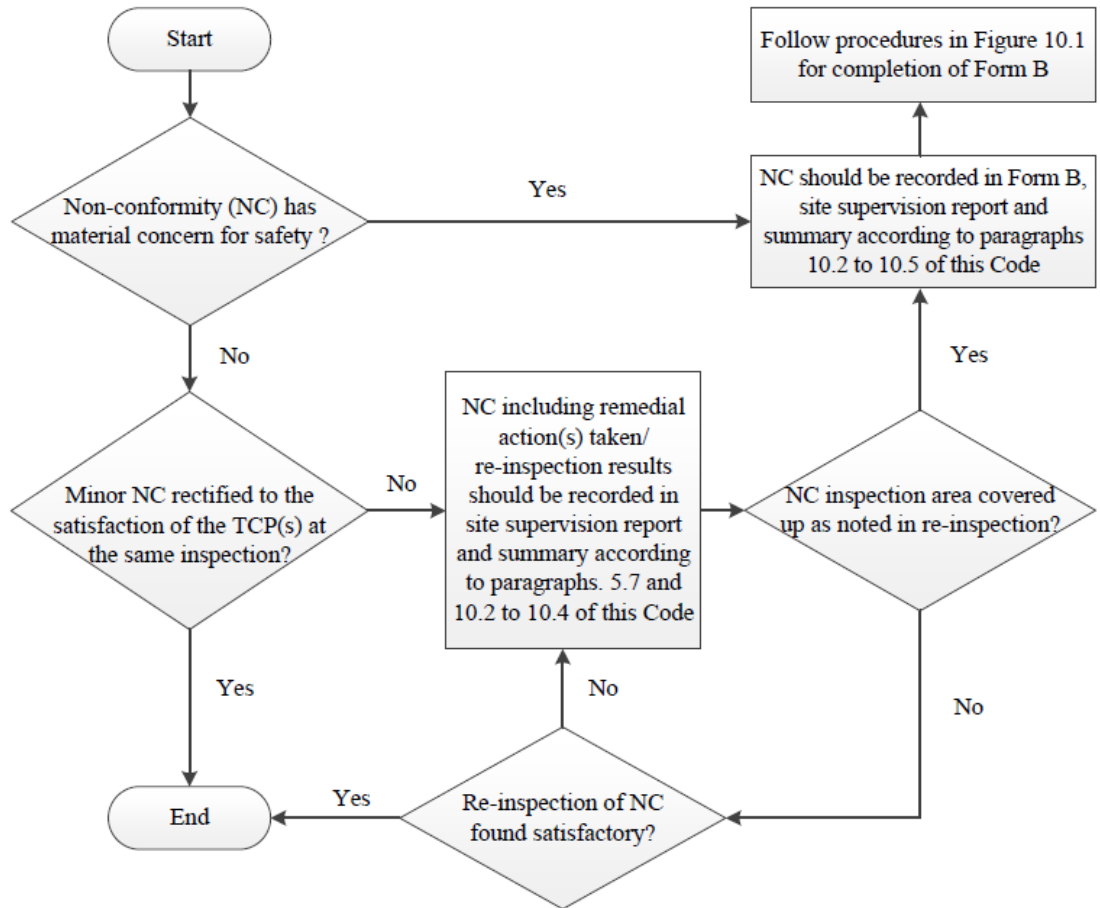 Start
Follow procedures in Figure 10.1
for completion of Form B
Non-conformity (NC) has
material concern for safety ?
Yes
NC should be recorded in Form B,
site supervision report and
summary according to paragraphs
10.2 to 10.5 of this Code
No
Yes
Minor NC rectified to the
satisfaction of the TCP(s) at
the same inspection?
No
NC including remedial
action(s) taken/
re-inspection results
should be recorded in
site supervision report
and summary according
to paragraphs. 5.7 and
10.2 to 10.4 of this Code
NC inspection area covered
up as noted in re-inspection?
Yes
No
No
End
Yes
Re-inspection of NC
found satisfactory?